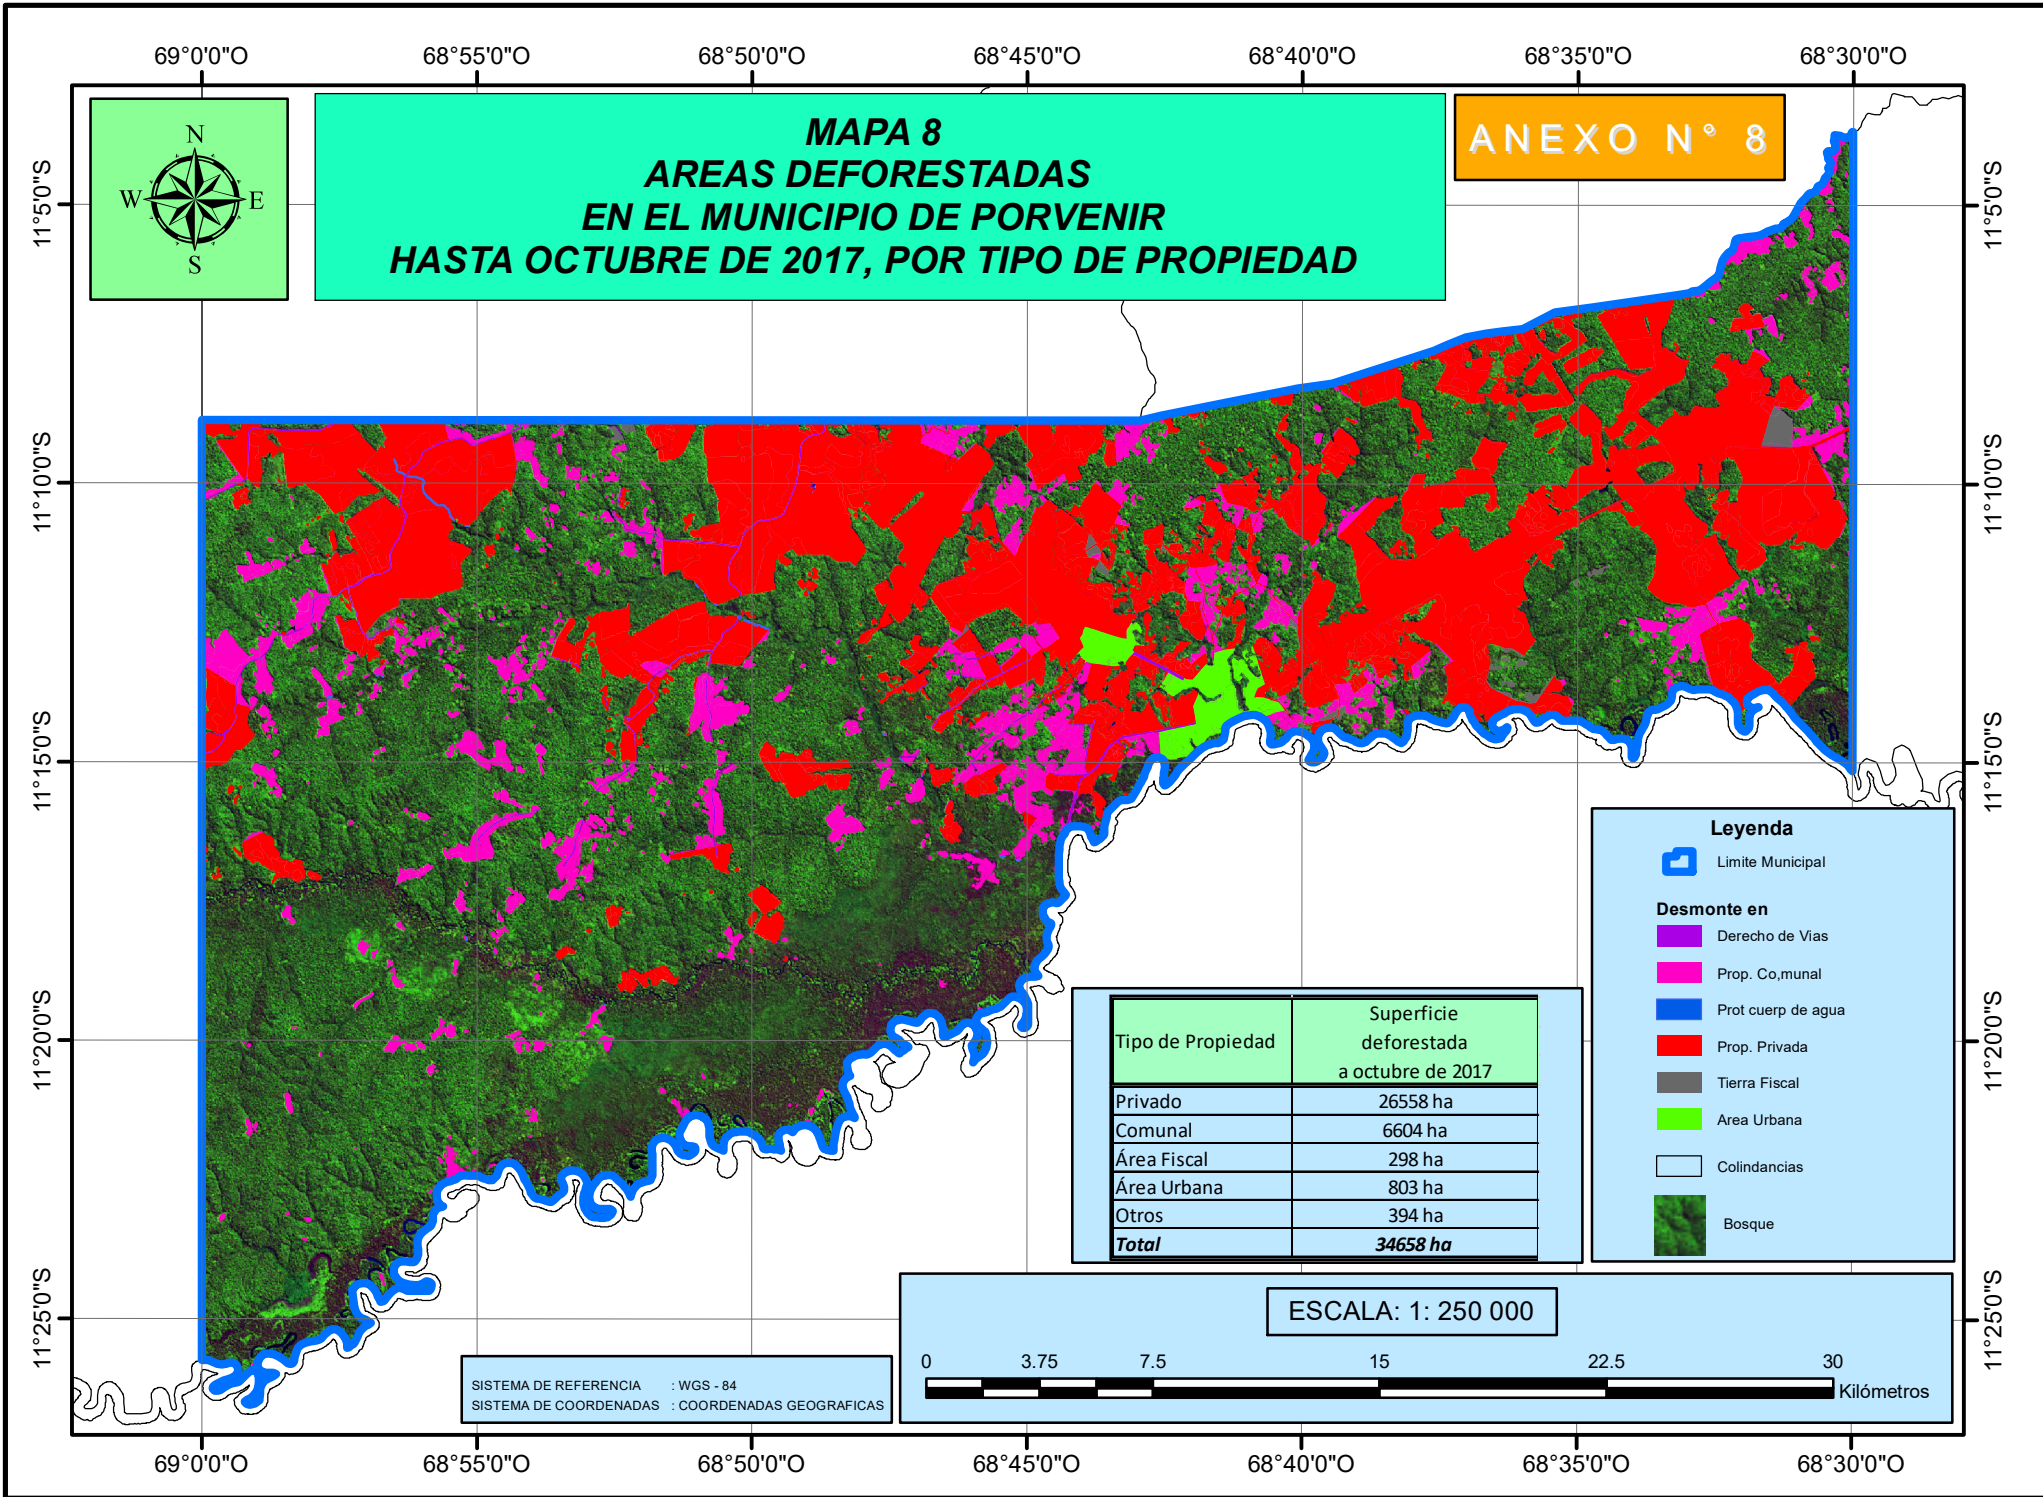 69°0'0"O 68°55'0"O 68°50'0"O 68°45'0"O 68°40'0"O 68°35'0"O 68°30'0"O
N
W E
S
MAPA 8
AREAS DEFORESTADAS
EN EL MUNICIPIO DE PORVENIR
HASTA OCTUBRE DE 2017, POR TIPO DE PROPIEDAD
ANEXO N° 8
11°5'0"S 11°5'0"S
11°10'0"S 11°10'0"S
11°15'0"S 11°15'0"S
11°20'0"S 11°20'0"S
11°25'0"S 11°25'0"S
Leyenda
Limite Municipal
Desmonte en
Derecho de Vias
Prop. Co,munal
Prot cuerp de agua
Prop. Privada
Tierra Fiscal
Area Urbana
Colindancias
Bosque
Tipo de Propiedad Superficie
deforestada
a octubre de 2017
Privado 26558 ha
Comunal 6604 ha
Área Fiscal 298 ha
Área Urbana 803 ha
Otros 394 ha
Total 34658 ha
ESCALA: 1: 250 000
0 3.75 7.5 15 22.5 30
Kilómetros
SISTEMA DE REFERENCIA : WGS - 84
SISTEMA DE COORDENADAS : COORDENADAS GEOGRAFICAS
69°0'0"O 68°55'0"O 68°50'0"O 68°45'0"O 68°40'0"O 68°35'0"O 68°30'0"O